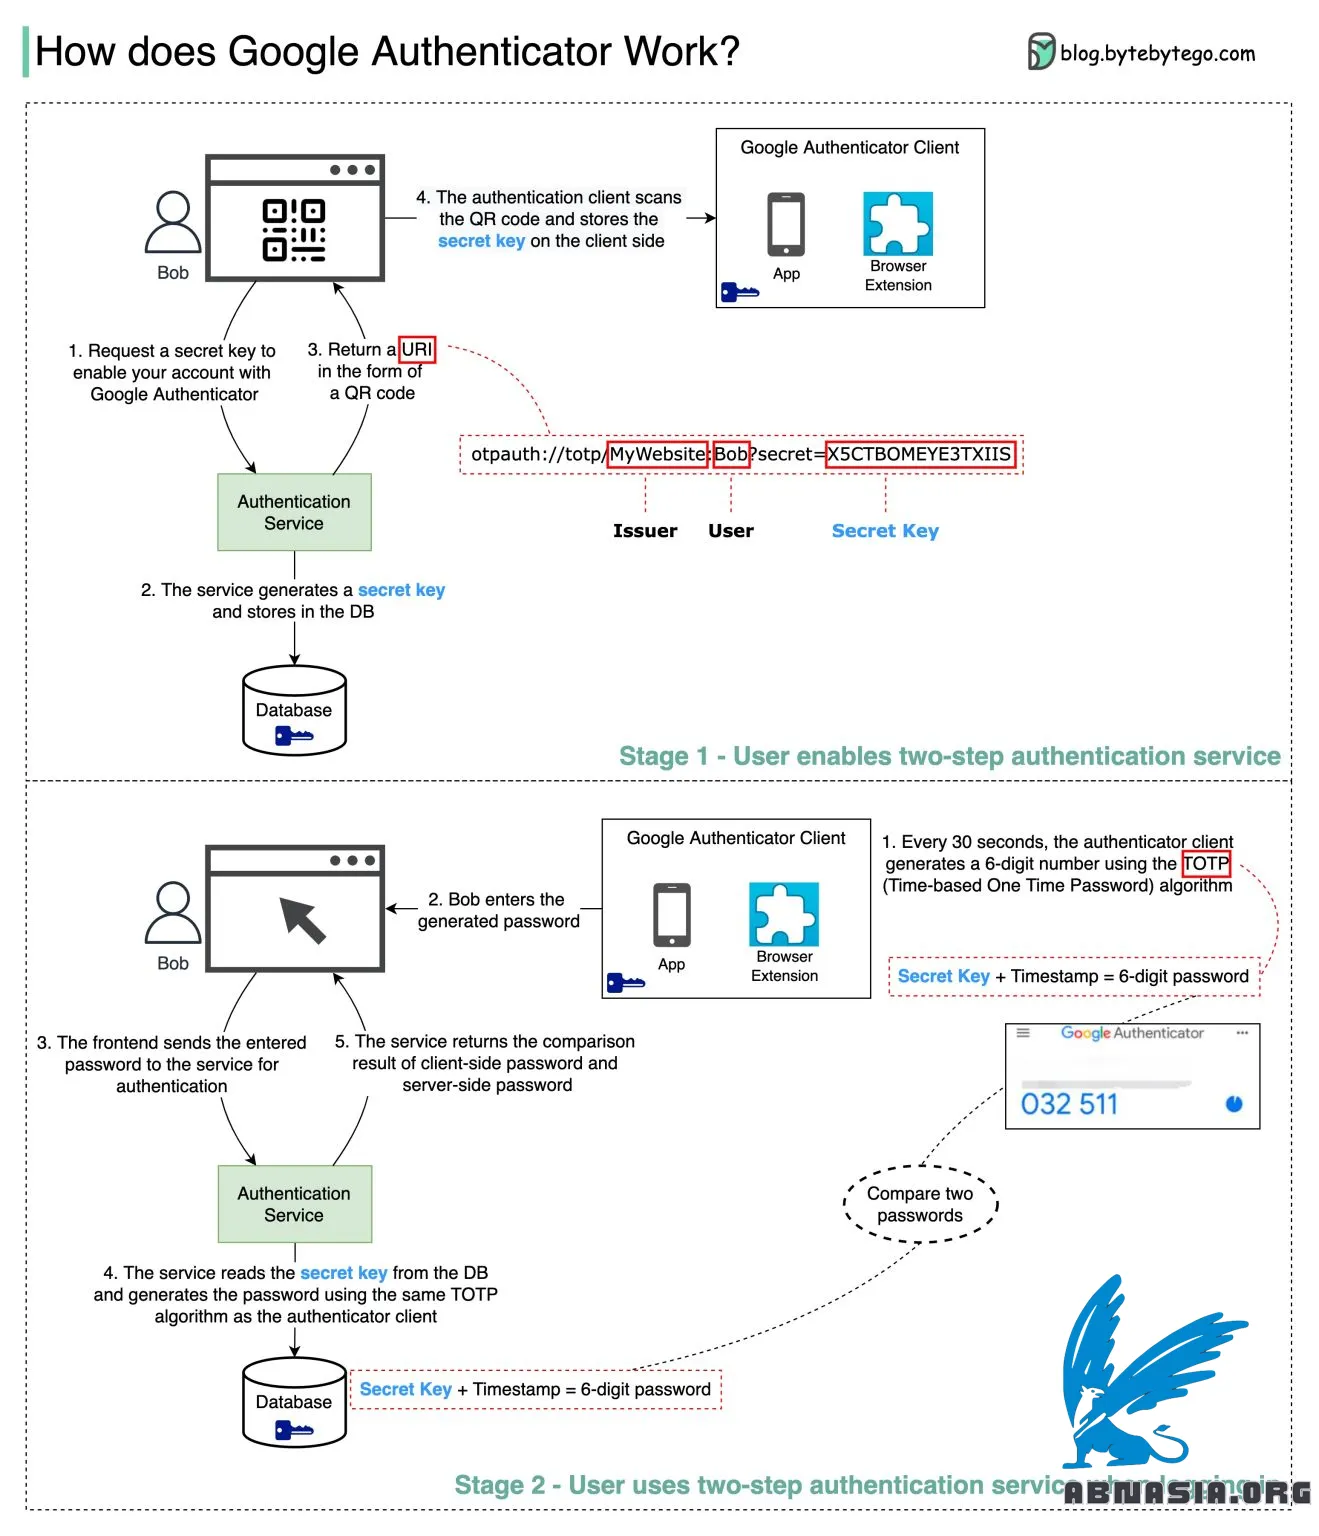 How does Google Authenticator Work?
blog.bytebytego.com
Google Authenticator Client
4. The authentication client scans
the QR code and stores the
secret key on the client side
App
Browser
Extension
Bob
1. Request a secret key to
enable your account with
Google Authenticator
3. Return a URI
in the form of
a QR code
otpauth://totp/MyWebsite:Bob?secret=X5CTBOMEYE3TXIIS
Issuer
User
Secret Key
Authentication
Service
2. The service generates a secret key
and stores in the DB
Database
Stage 1 - User enables two-step authentication service
Google Authenticator Client
1. Every 30 seconds, the authenticator client
generates a 6-digit number using the TOTP
(Time-based One Time Password) algorithm
2. Bob enters the
generated password
App
Browser
Extension
Bob
Secret Key + Timestamp = 6-digit password
Google Authenticator
032 511
3. The frontend sends the entered
password to the service for
authentication
5. The service returns the comparison
result of client-side password and
server-side password
Authentication
Service
Compare two
passwords
4. The service reads the secret key from the DB
and generates the password using the same TOTP
algorithm as the authenticator client
Database
Secret Key + Timestamp = 6-digit password
Stage 2 - User uses two-step authentication service when logging in
ABNASIA.ORG